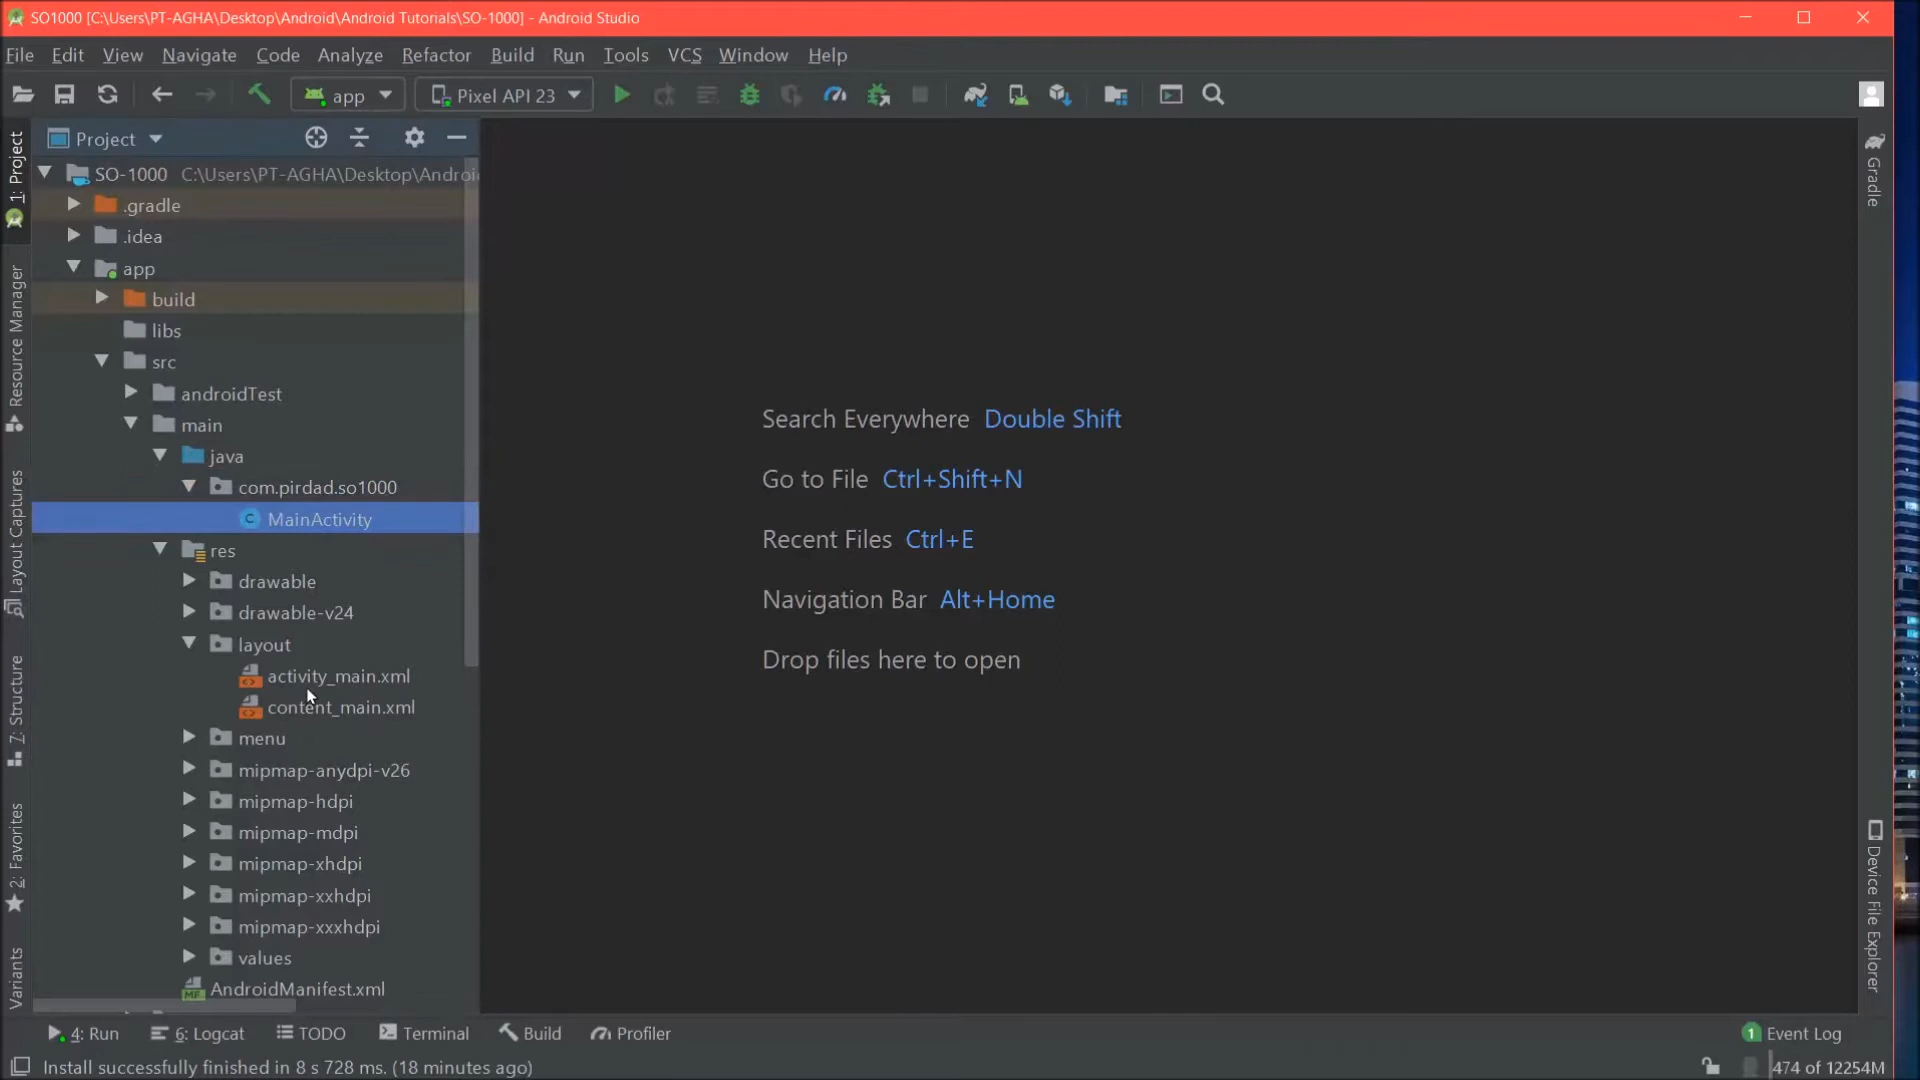 SO1000 [C:\Users\PT-AGHA\Desktop\Android\Android Tutorials\SO-1000] - Android Studio
File Edit View Navigate Code Analyze Refactor Build Run Tools VCS Window Help
app Pixel API 23
Project
SO-1000 C:\Users\PT-AGHA\Desktop\Androi
.gradle
.idea
app
build
libs
src
androidTest
main
java
com.pirdad.so1000
MainActivity
res
drawable
drawable-v24
layout
activity_main.xml
content_main.xml
menu
mipmap-anydpi-v26
mipmap-hdpi
mipmap-mdpi
mipmap-xhdpi
mipmap-xxhdpi
mipmap-xxxhdpi
values
AndroidManifest.xml
1: Project
Resource Manager
Layout Captures
7: Structure
2: Favorites
Variants
Search Everywhere Double Shift
Go to File Ctrl+Shift+N
Recent Files Ctrl+E
Navigation Bar Alt+Home
Drop files here to open
Gradle
Device File Explorer
4: Run 6: Logcat TODO Terminal Build Profiler 1 Event Log
Install successfully finished in 8 s 728 ms. (18 minutes ago) 474 of 12254M